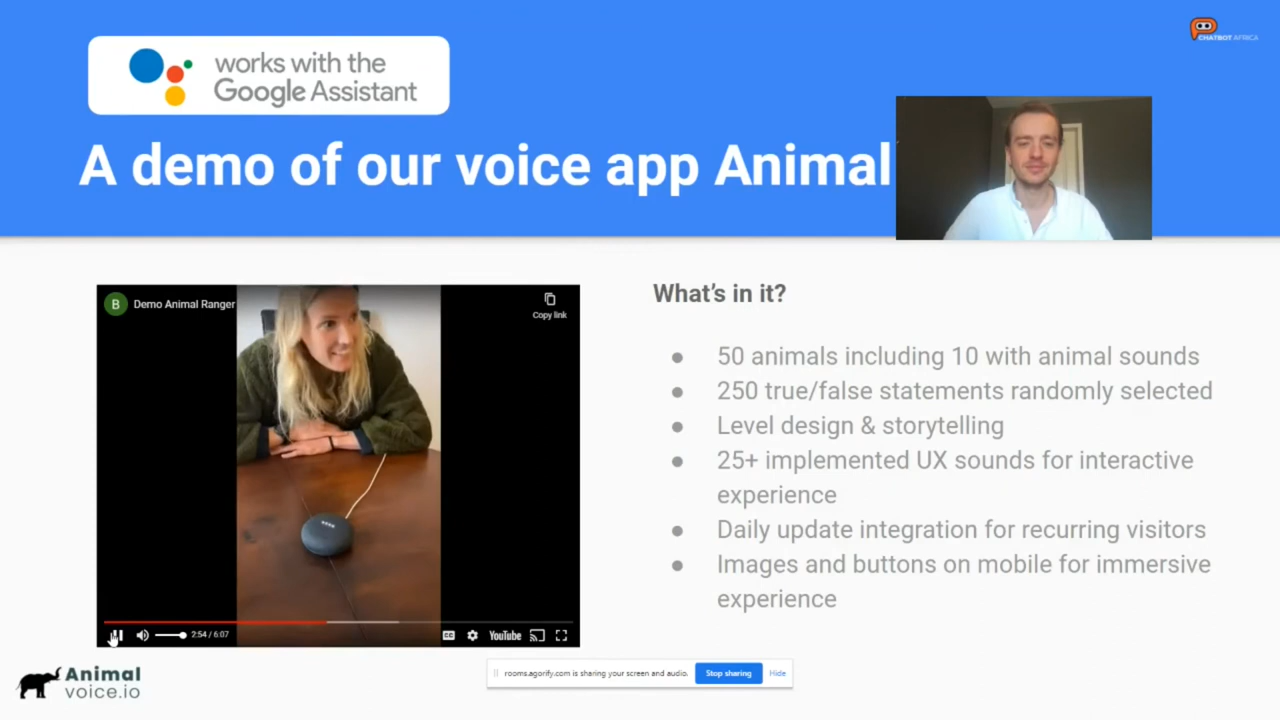 works with the
Google Assistant
CHATBOT AFRICA
A demo of our voice app Animal
B
Demo Animal Ranger
Copy link
2:54 / 6:07
CC
YouTube
What's in it?
● 50 animals including 10 with animal sounds
● 250 true/false statements randomly selected
● Level design & storytelling
● 25+ implemented UX sounds for interactive
experience
● Daily update integration for recurring visitors
● Images and buttons on mobile for immersive
experience
Animal
voice.io
rooms.agorify.com is sharing your screen and audio.
Stop sharing
Hide